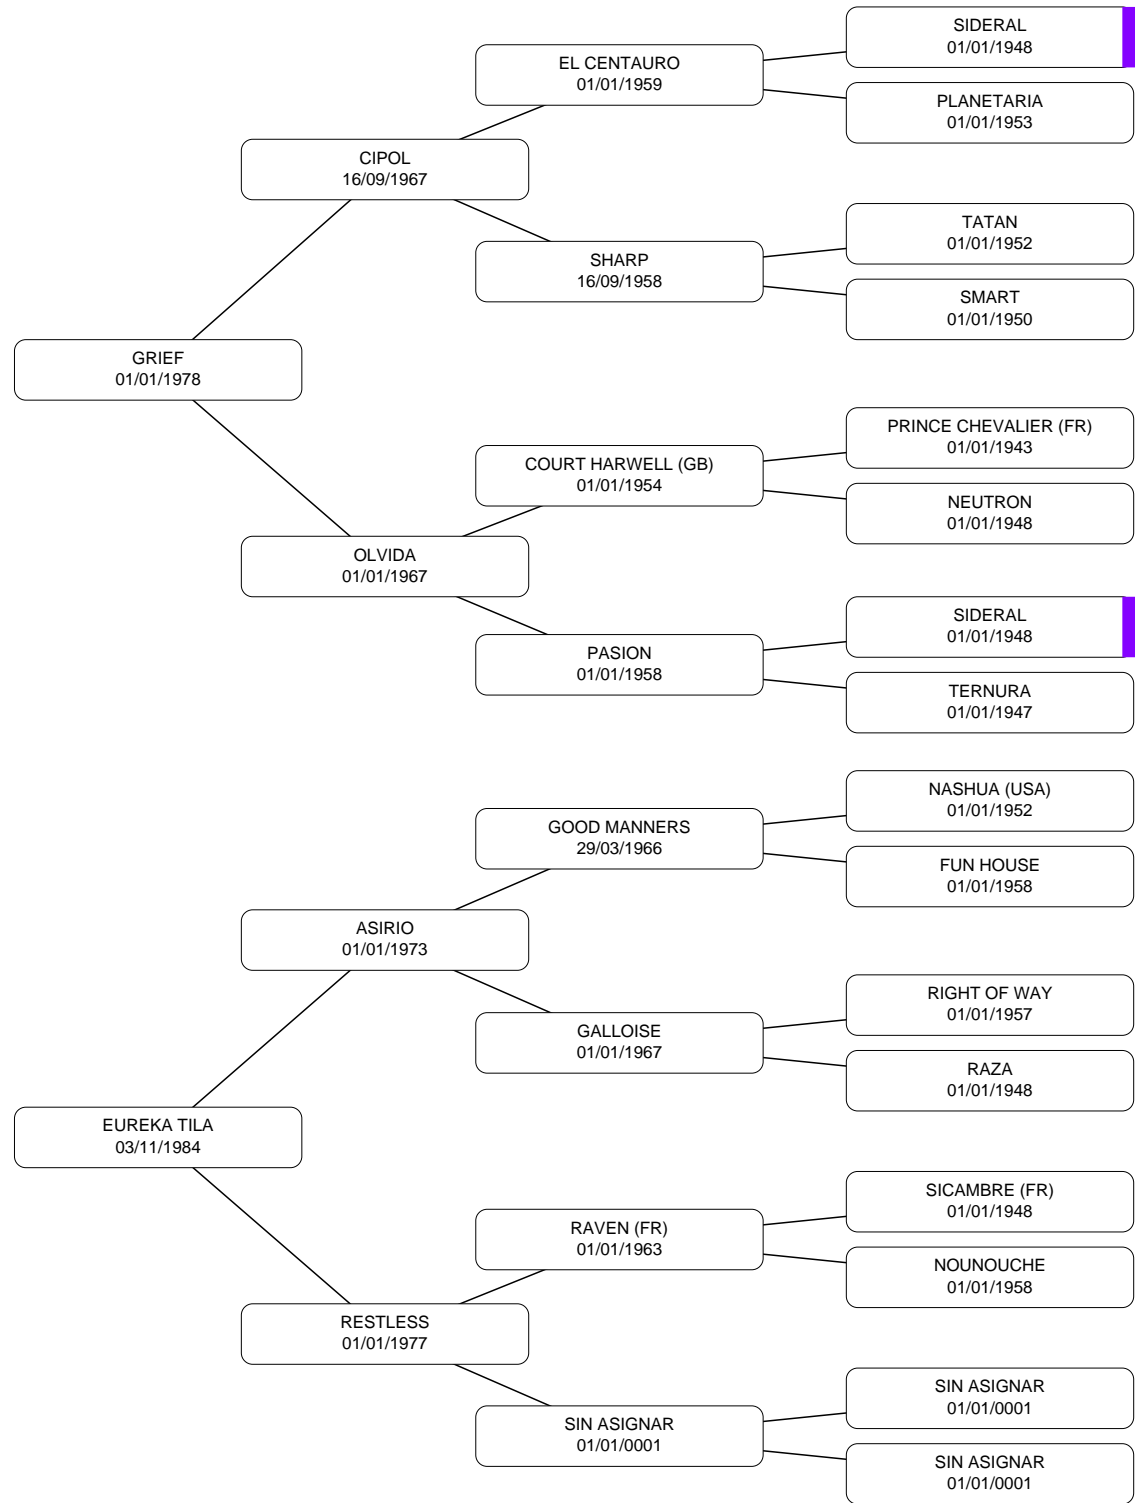 SIDERAL
01/01/1948
EL CENTAURO
01/01/1959
PLANETARIA
01/01/1953
CIPOL
16/09/1967
TATAN
01/01/1952
SHARP
16/09/1958
SMART
01/01/1950
GRIEF
01/01/1978
PRINCE CHEVALIER (FR)
01/01/1943
COURT HARWELL (GB)
01/01/1954
NEUTRON
01/01/1948
OLVIDA
01/01/1967
SIDERAL
01/01/1948
PASION
01/01/1958
TERNURA
01/01/1947
NASHUA (USA)
01/01/1952
GOOD MANNERS
29/03/1966
FUN HOUSE
01/01/1958
ASIRIO
01/01/1973
RIGHT OF WAY
01/01/1957
GALLOISE
01/01/1967
RAZA
01/01/1948
EUREKA TILA
03/11/1984
SICAMBRE (FR)
01/01/1948
RAVEN (FR)
01/01/1963
NOUNOUCHE
01/01/1958
RESTLESS
01/01/1977
SIN ASIGNAR
01/01/0001
SIN ASIGNAR
01/01/0001
SIN ASIGNAR
01/01/0001